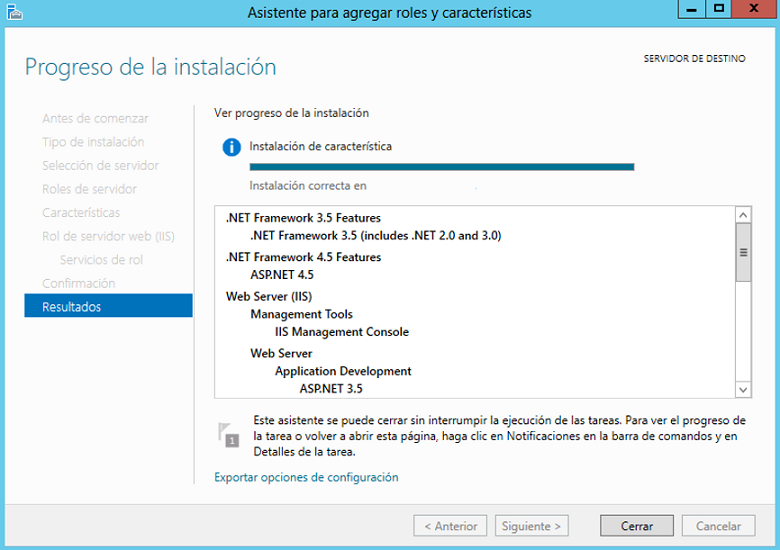 Asistente para agregar roles y características
Progreso de la instalación
SERVIDOR DE DESTINO
Antes de comenzar
Tipo de instalación
Selección de servidor
Roles de servidor
Características
Rol de servidor web (IIS)
Servicios de rol
Confirmación
Resultados
Ver progreso de la instalación
Instalación de característica
Instalación correcta en
.NET Framework 3.5 Features
.NET Framework 3.5 (includes .NET 2.0 and 3.0)
.NET Framework 4.5 Features
ASP.NET 4.5
Web Server (IIS)
Management Tools
IIS Management Console
Web Server
Application Development
ASP.NET 3.5
1
Este asistente se puede cerrar sin interrumpir la ejecución de las tareas. Para ver el progreso de
la tarea o volver a abrir esta página, haga clic en Notificaciones en la barra de comandos y en
Detalles de la tarea.
Exportar opciones de configuración
< Anterior
Siguiente >
Cerrar
Cancelar